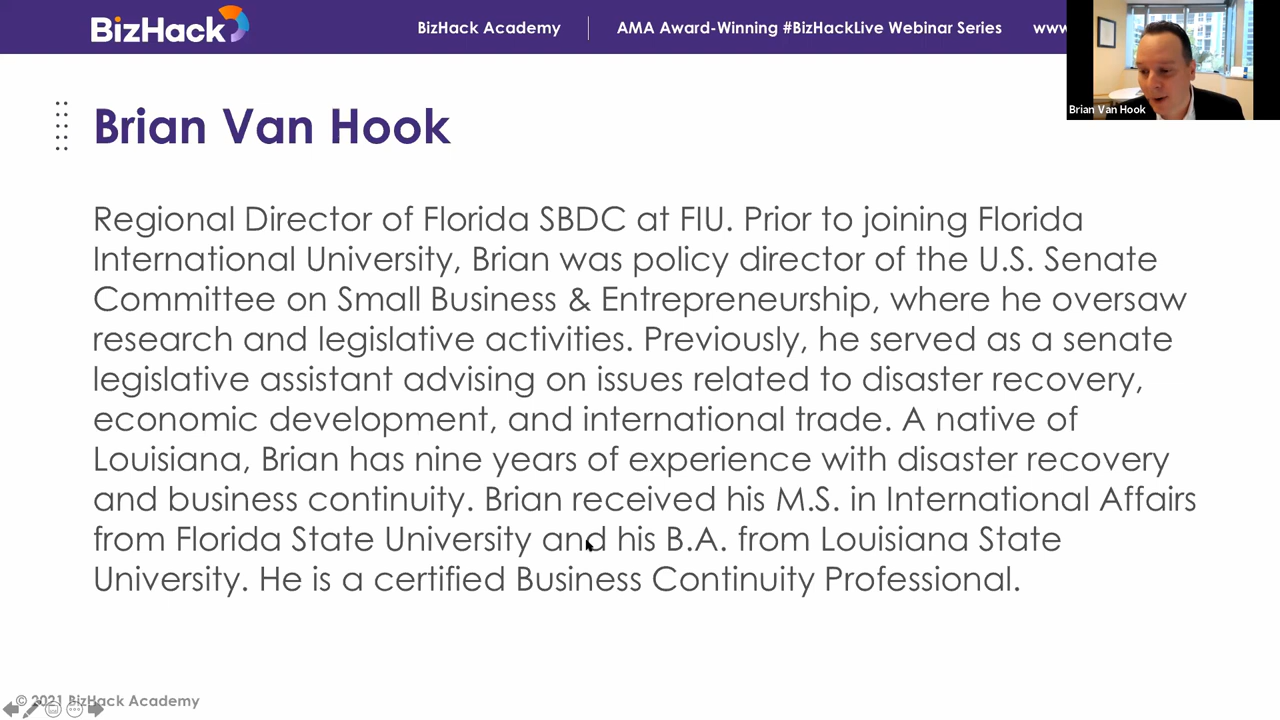 BizHack
BizHack Academy
AMA Award-Winning #BizHackLive Webinar Series
www
Brian Van Hook
Brian Van Hook
Regional Director of Florida SBDC at FIU. Prior to joining Florida
International University, Brian was policy director of the U.S. Senate
Committee on Small Business & Entrepreneurship, where he oversaw
research and legislative activities. Previously, he served as a senate
legislative assistant advising on issues related to disaster recovery,
economic development, and international trade. A native of
Louisiana, Brian has nine years of experience with disaster recovery
and business continuity. Brian received his M.S. in International Affairs
from Florida State University and his B.A. from Louisiana State
University. He is a certified Business Continuity Professional.
© 2021 BizHack Academy